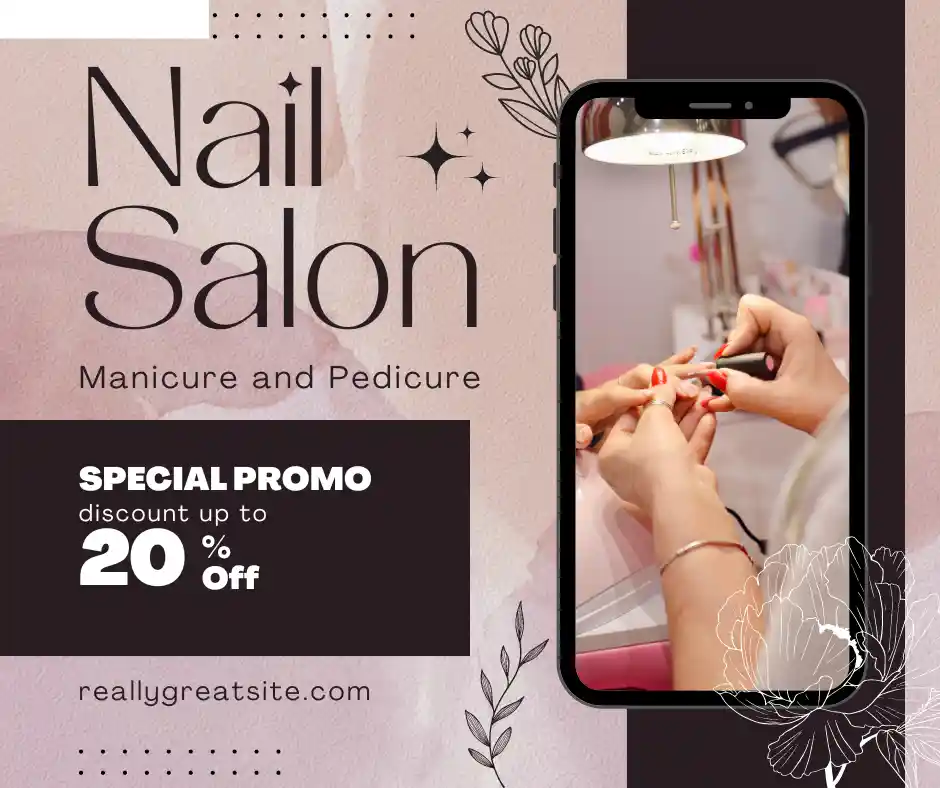 Nail
Salon
Manicure and Pedicure
SPECIAL PROMO
discount up to
20 %
Off
reallygreatsite.com